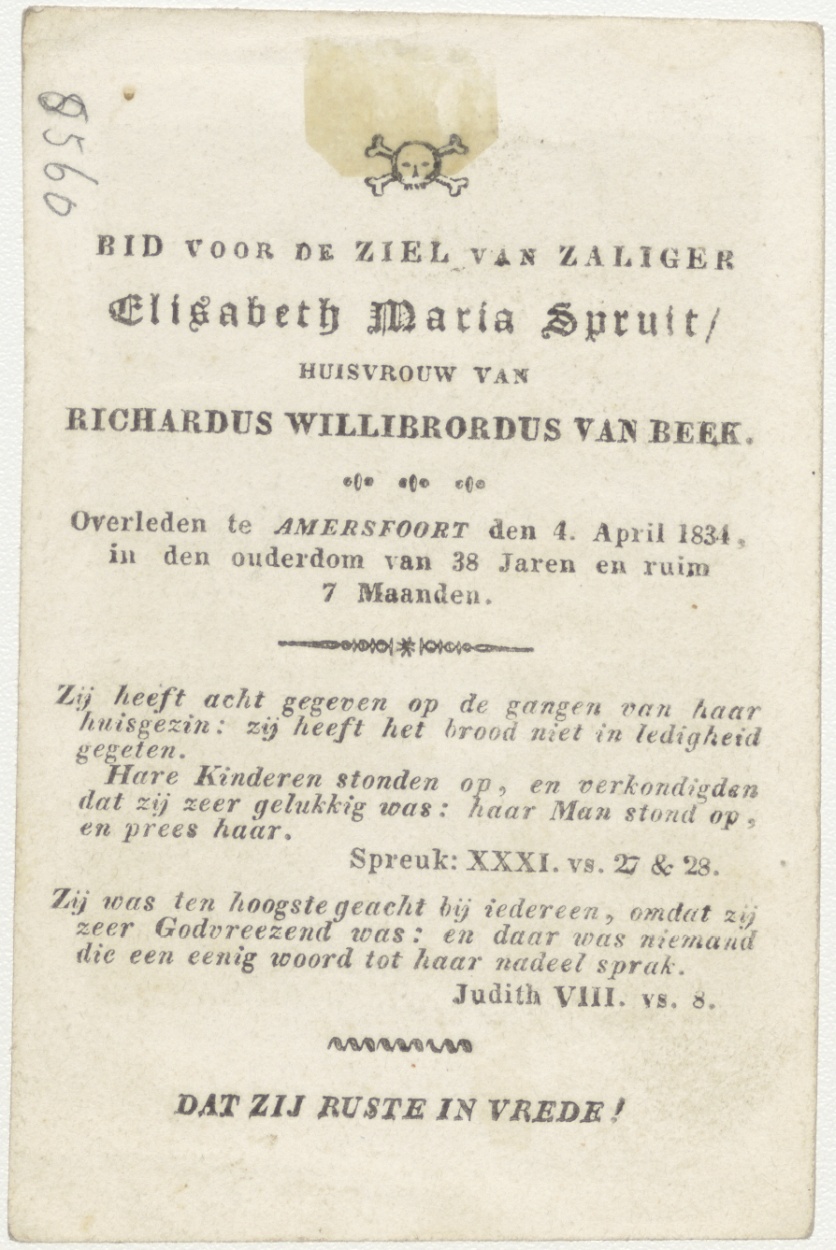 8566
BID VOOR DE ZIEL VAN ZALIGER
Elisabeth Maria Spruit/
HUISVROUW VAN
RICHARDUS WILLIBRORDUS VAN BEEK.
Overleden te AMERSFOORT den 4. April 1834,
in den ouderdom van 38 Jaren en ruim
7 Maanden.
Zij heeft acht gegeven op de gangen van haar
huisgezin: zij heeft het brood niet in ledigheid
gegeten.
Hare Kinderen stonden op, en verkondigden
dat zij zeer gelukkig was: haar Man stond op,
en prees haar.
Spreuk: XXXI. vs. 27 & 28.
Zij was ten hoogste geacht bij iedereen, omdat zij
zeer Godvreezend was: en daar was niemand
die een eenig woord tot haar nadeel sprak.
Judith VIII. vs. 8.
DAT ZIJ RUSTE IN VREDE!